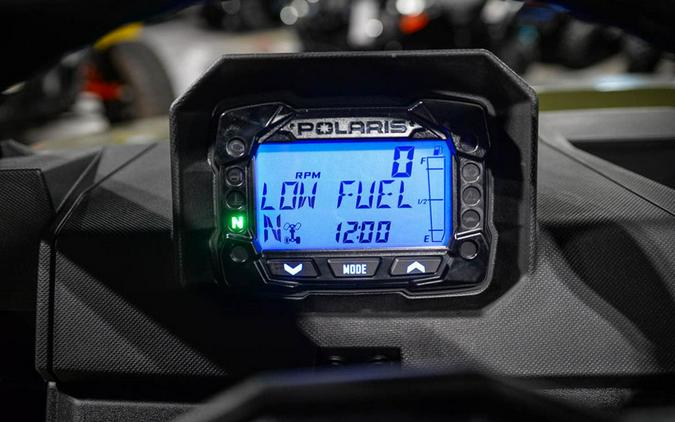 POLARIS
0
RPM
F
LOW FUEL
1/2
N
N
12:00
E
MODE